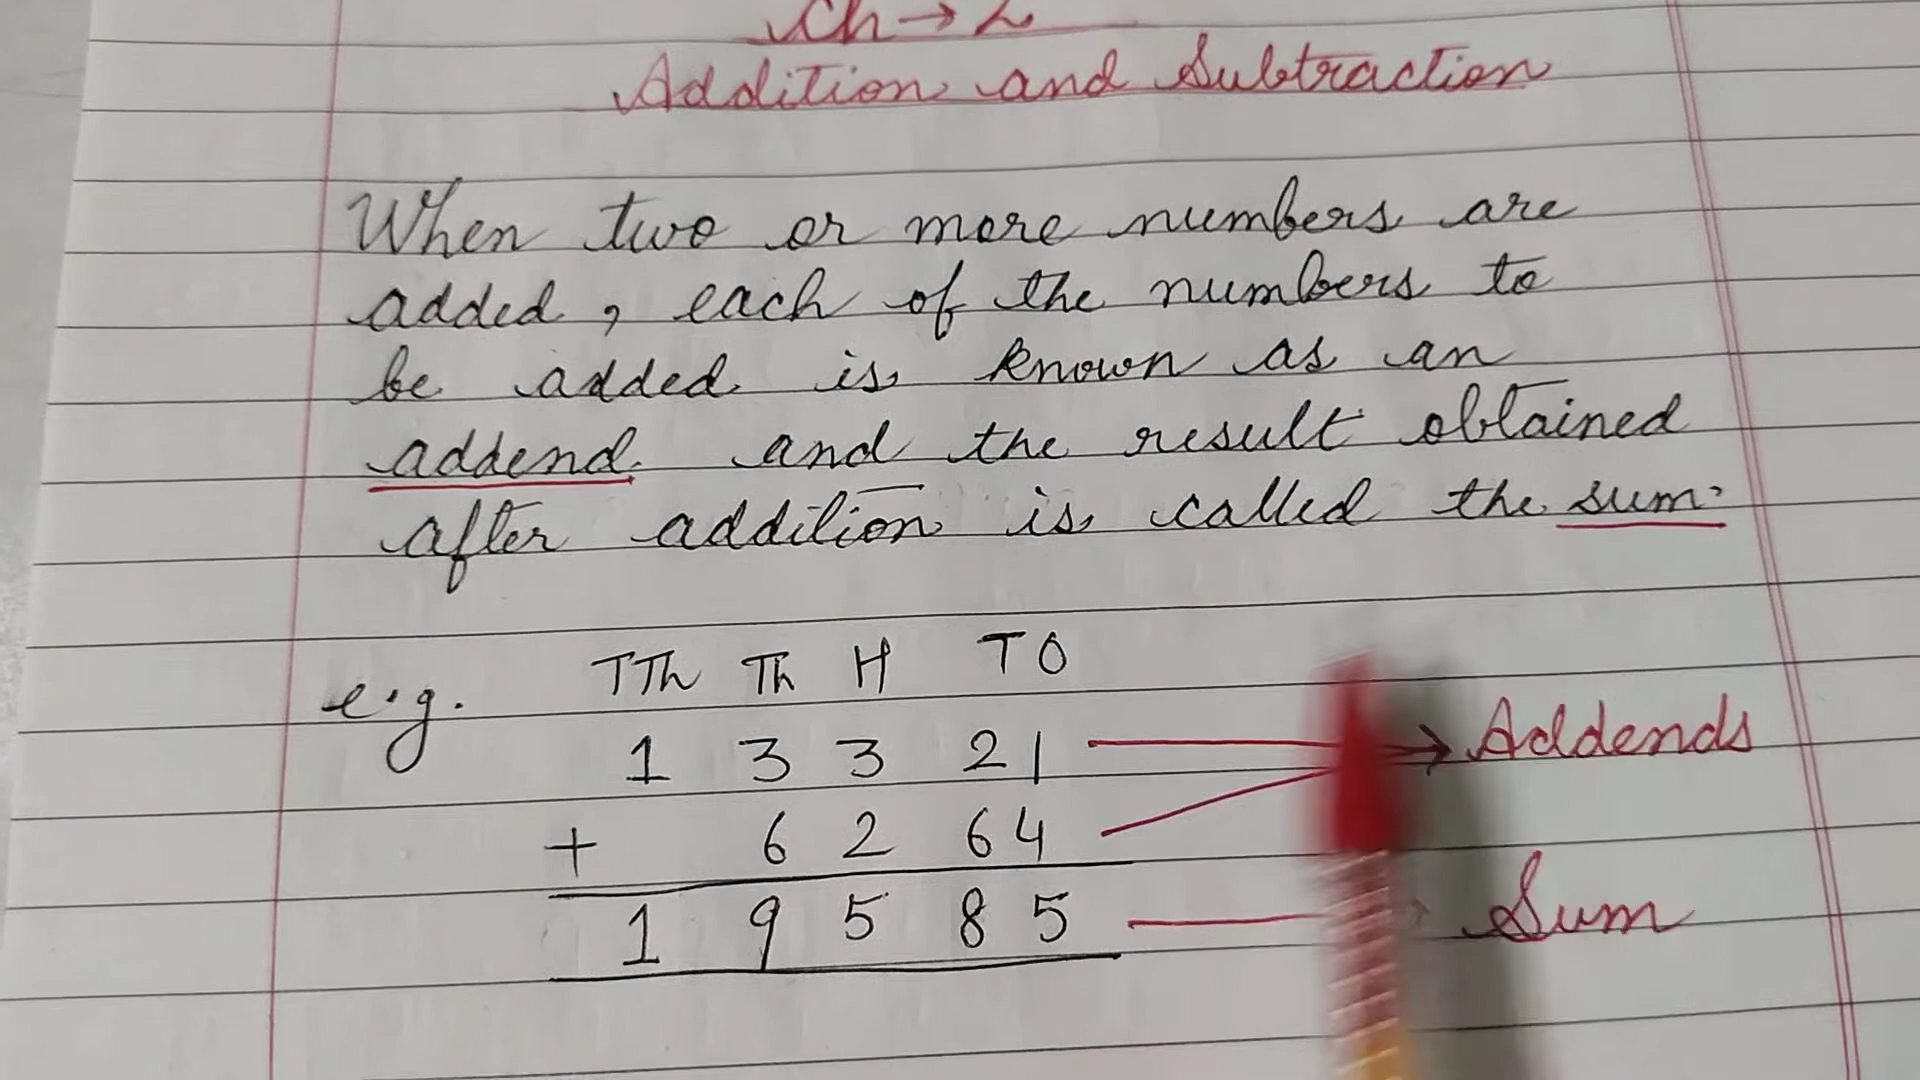 Ch → 2
Addition and Subtraction
When two or more numbers are
added, each of the numbers to
be added is known as an
addend and the result obtained
after addition is called the sum.
e.g. TTh Th H T O
1 3 3 2 1 → Addends
+ 6 2 6 4
1 9 5 8 5 → Sum